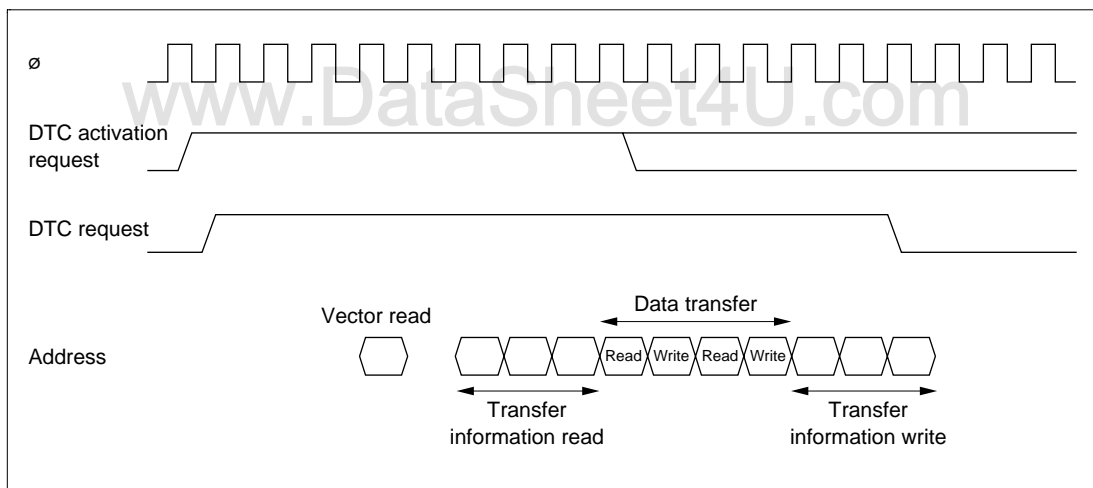 ø
www.DataSheet4U.com
DTC activation
request
DTC request
Vector read
Data transfer
Address
Read Write Read Write
Transfer
information read
Transfer
information write